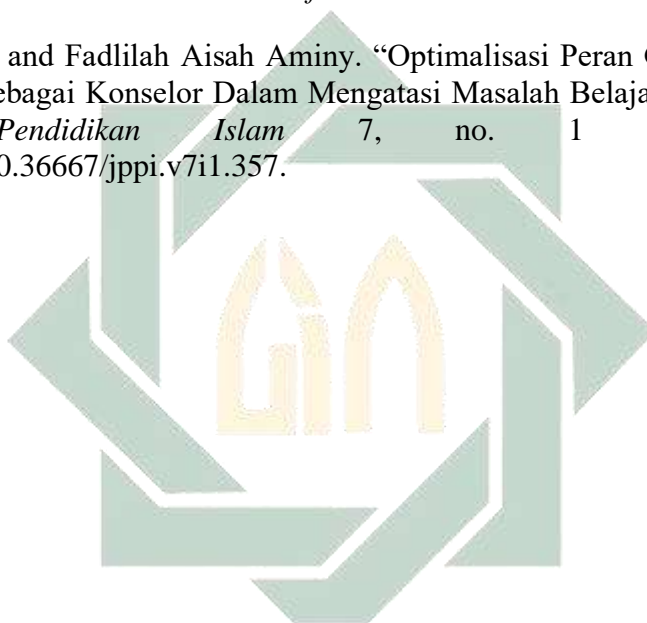 and Fadlilah Aisah Aminy. “Optimalisasi Peran
ebagai Konselor Dalam Mengatasi Masalah Belaja
Pendidikan Islam 7, no. 1
0.36667/jppi.v7i1.357.